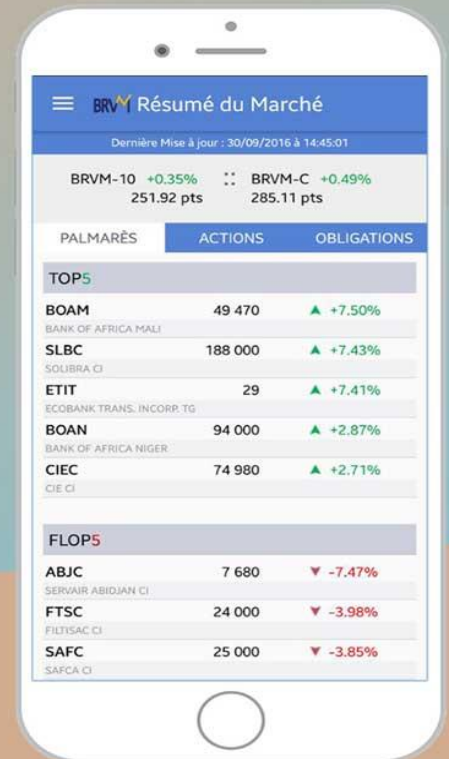 BRVM Résumé du Marché
Dernière Mise à jour : 30/09/2016 à 14:45:01
BRVM-10 +0.35% :: BRVM-C +0.49%
251.92 pts 285.11 pts
PALMARÈS ACTIONS OBLIGATIONS
TOP5
BOAM 49 470 ▲ +7.50%
BANK OF AFRICA MALI
SLBC 188 000 ▲ +7.43%
SOLIBRA CI
ETIT 29 ▲ +7.41%
ECOBANK TRANS. INCORP. TG
BOAN 94 000 ▲ +2.87%
BANK OF AFRICA NIGER
CIEC 74 980 ▲ +2.71%
CIE CI
FLOP5
ABJC 7 680 ▼ -7.47%
SERVAIR ABIDJAN CI
FTSC 24 000 ▼ -3.98%
FILTISAC CI
SAFC 25 000 ▼ -3.85%
SAFCA CI